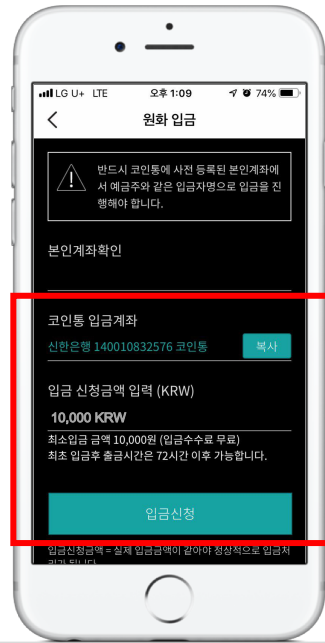 LG U+ LTE 오후 1:09 74%
원화 입금
반드시 코인통에 사전 등록된 본인계좌에
서 예금주와 같은 입금자명으로 입금을 진
행해야 합니다.
본인계좌확인
코인통 입금계좌
신한은행 140010832576 코인통 복사
입금 신청금액 입력 (KRW)
10,000 KRW
최소입금 금액 10,000원 (입금수수료 무료)
최초 입금후 출금시간은 72시간 이후 가능합니다.
입금신청
입금신청금액 = 실제 입금금액이 같아야 정상적으로 입금처
리가 됩니다